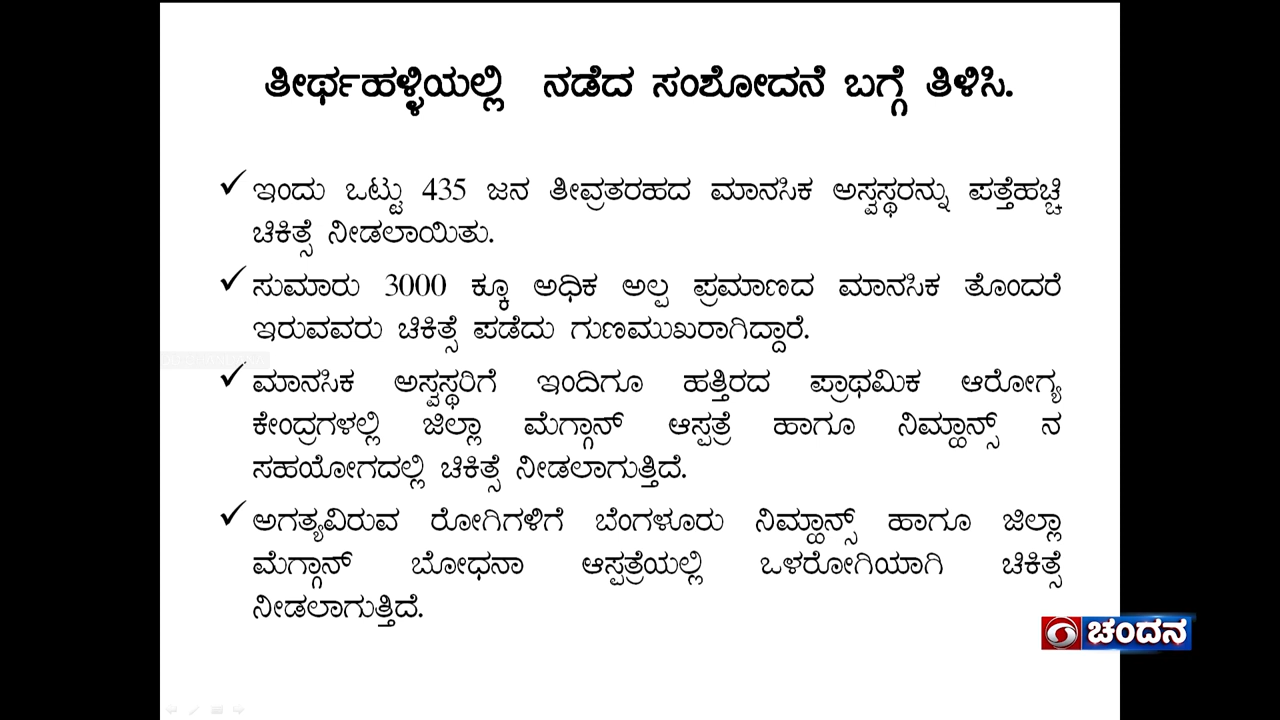 ತೀರ್ಥಹಳ್ಳಿಯಲ್ಲಿ ನಡೆದ ಸಂಶೋದನೆ ಬಗ್ಗೆ ತಿಳಿಸಿ.
✓ ಇಂದು ಒಟ್ಟು 435 ಜನ ತೀವ್ರತರಹದ ಮಾನಸಿಕ ಅಸ್ವಸ್ಥರನ್ನು ಪತ್ತೆಹಚ್ಚಿ
ಚಿಕಿತ್ಸೆ ನೀಡಲಾಯಿತು.
✓ ಸುಮಾರು 3000 ಕ್ಕೂ ಅಧಿಕ ಅಲ್ಪ ಪ್ರಮಾಣದ ಮಾನಸಿಕ ತೊಂದರೆ
ಇರುವವರು ಚಿಕಿತ್ಸೆ ಪಡೆದು ಗುಣಮುಖರಾಗಿದ್ದಾರೆ.
✓ ಮಾನಸಿಕ ಅಸ್ವಸ್ಥರಿಗೆ ಇಂದಿಗೂ ಹತ್ತಿರದ ಪ್ರಾಥಮಿಕ ಆರೋಗ್ಯ
ಕೇಂದ್ರಗಳಲ್ಲಿ ಜಿಲ್ಲಾ ಮೆಗ್ಗಾನ್ ಆಸ್ಪತ್ರೆ ಹಾಗೂ ನಿಮ್ಹಾನ್ಸ್ ನ
ಸಹಯೋಗದಲ್ಲಿ ಚಿಕಿತ್ಸೆ ನೀಡಲಾಗುತ್ತಿದೆ.
✓ ಅಗತ್ಯವಿರುವ ರೋಗಿಗಳಿಗೆ ಬೆಂಗಳೂರು ನಿಮ್ಹಾನ್ಸ್ ಹಾಗೂ ಜಿಲ್ಲಾ
ಮೆಗ್ಗಾನ್ ಬೋಧನಾ ಆಸ್ಪತ್ರೆಯಲ್ಲಿ ಒಳರೋಗಿಯಾಗಿ ಚಿಕಿತ್ಸೆ
ನೀಡಲಾಗುತ್ತಿದೆ.
ಚಂದನ